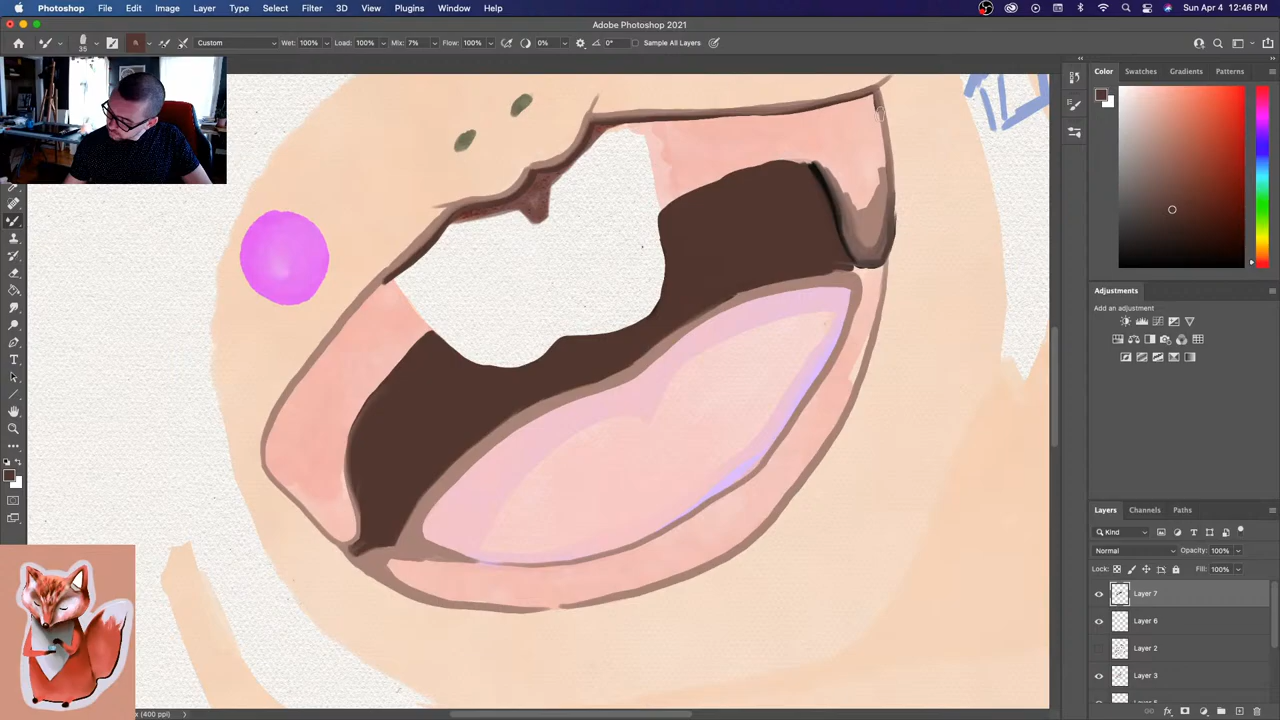 Photoshop File Edit Image Layer Type Select Filter 3D View Plugins Window Help Sun Apr 4 12:46 PM
Adobe Photoshop 2021
35 Custom Wet: 100% Load: 100% Mix: 7% Flow: 100% 0% 0° Sample All Layers
Color Swatches Gradients Patterns
Adjustments
Add an adjustment
Layers Channels Paths
Kind
Normal Opacity: 100%
Lock: Fill: 100%
Layer 7
Layer 6
Layer 2
Layer 3
x (400 ppi)